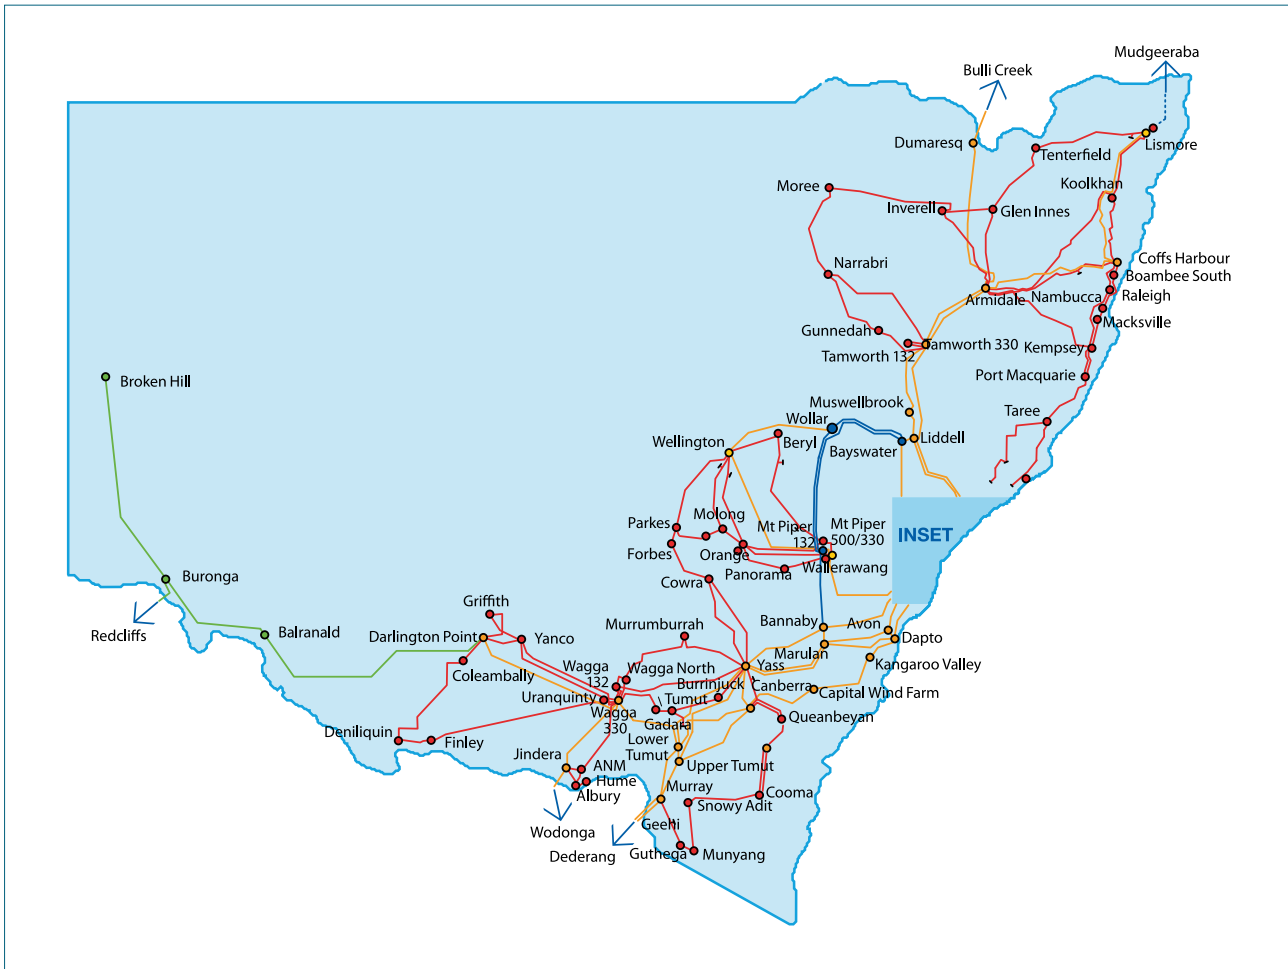 Mudgeeraba
Bulli Creek
Dumaresq
Lismore
Tenterfield
Koolkhan
Moree
Inverell
Glen Innes
Coffs Harbour
Narrabri
Boambee South
Armidale
Nambucca
Raleigh
Macksville
Gunnedah
Tamworth 330
Kempsey
Tamworth 132
Port Macquarie
Broken Hill
Muswellbrook
Taree
Wollar
Wellington
Beryl
Liddell
Bayswater
Molong
Mt Piper
132
Mt Piper
500/330
Parkes
INSET
Forbes
Orange
Wallerawang
Panorama
Cowra
Buronga
Griffith
Redcliffs
Balranald
Darlington Point
Yanco
Murrumburrah
Bannaby
Avon
Dapto
Marulan
Coleambally
Wagga
132
Wagga North
Yass
Kangaroo Valley
Burrinjuck
Canberra
Capital Wind Farm
Uranquinty
Tumut
Wagga
330
Gadara
Queanbeyan
Deniliquin
Finley
Lower
Tumut
Jindera
ANM
Upper Tumut
Hume
Albury
Murray
Cooma
Snowy Adit
Wodonga
Geehi
Dederang
Guthega
Munyang